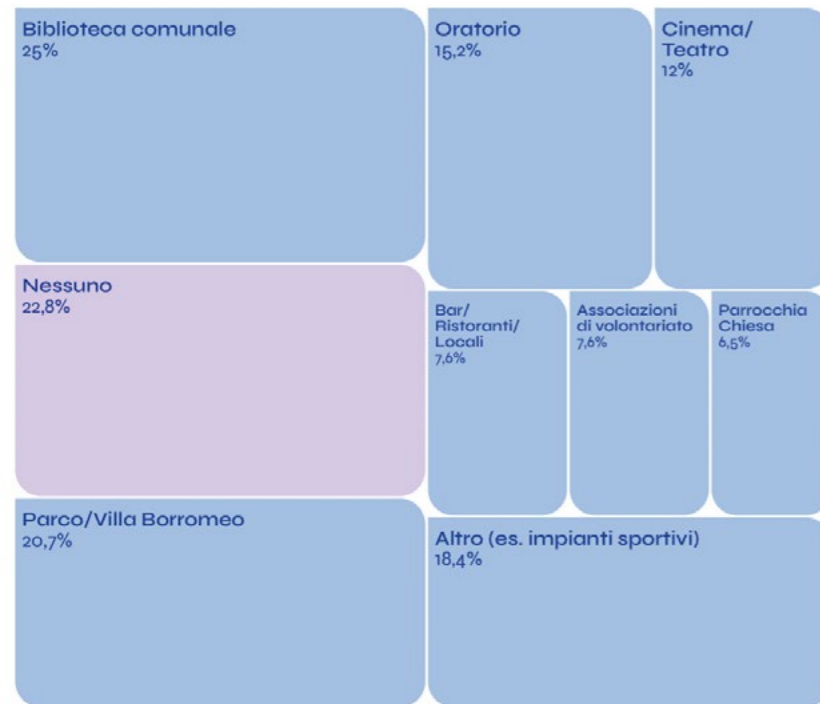 Biblioteca comunale
25%
Oratorio
15,2%
Cinema/
Teatro
12%
Nessuno
22,8%
Bar/
Ristoranti/
Locali
7,6%
Associazioni
di volontariato
7,6%
Parrocchia
Chiesa
6,5%
Parco/Villa Borromeo
20,7%
Altro (es. impianti sportivi)
18,4%